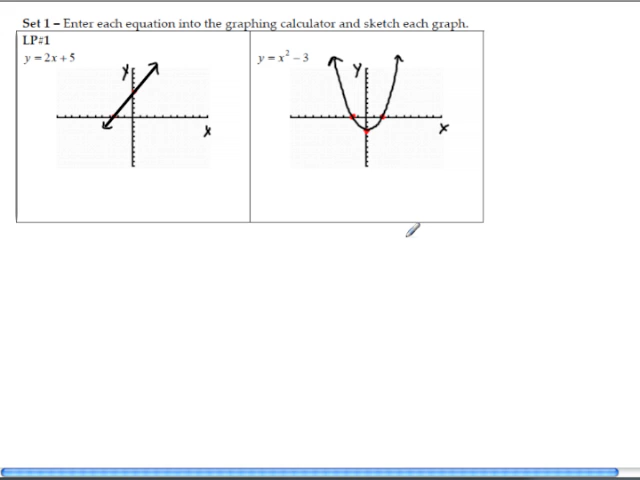 Set 1 – Enter each equation into the graphing calculator and sketch each graph.
LP#1
y = 2x + 5
y = x² – 3
Y
X
Y
X